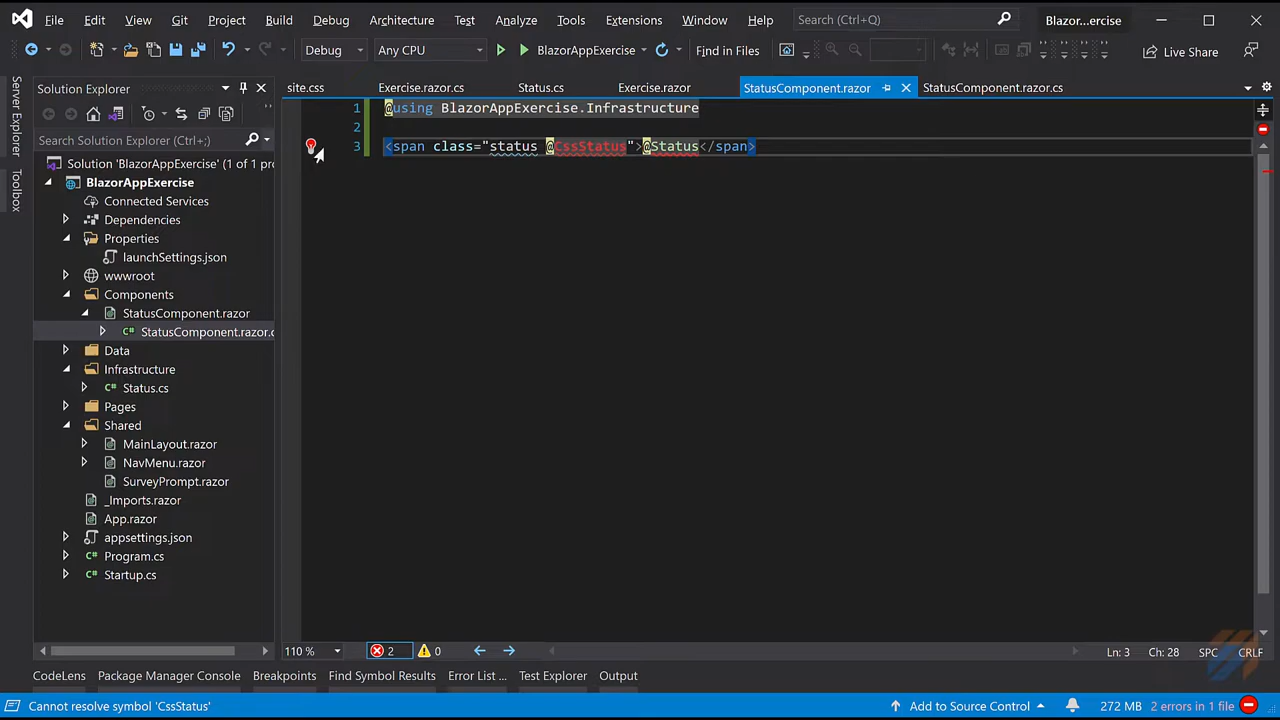 File Edit View Git Project Build Debug Architecture Test Analyze Tools Extensions Window Help Search (Ctrl+Q) Blazor...ercise
Debug Any CPU BlazorAppExercise Find in Files Live Share
Server Explorer
Toolbox
Solution Explorer
Search Solution Explorer (Ctrl+;)
Solution 'BlazorAppExercise' (1 of 1 pr
BlazorAppExercise
Connected Services
Dependencies
Properties
launchSettings.json
wwwroot
Components
StatusComponent.razor
StatusComponent.razor.c
Data
Infrastructure
Status.cs
Pages
Shared
MainLayout.razor
NavMenu.razor
SurveyPrompt.razor
_Imports.razor
App.razor
appsettings.json
Program.cs
Startup.cs
site.css Exercise.razor.cs Status.cs Exercise.razor StatusComponent.razor StatusComponent.razor.cs
1 @using BlazorAppExercise.Infrastructure
2
3 <span class="status @CssStatus">@Status</span>
110 % 2 0 Ln: 3 Ch: 28 SPC CRLF
CodeLens Package Manager Console Breakpoints Find Symbol Results Error List ... Test Explorer Output
Cannot resolve symbol 'CssStatus' Add to Source Control 272 MB 2 errors in 1 file